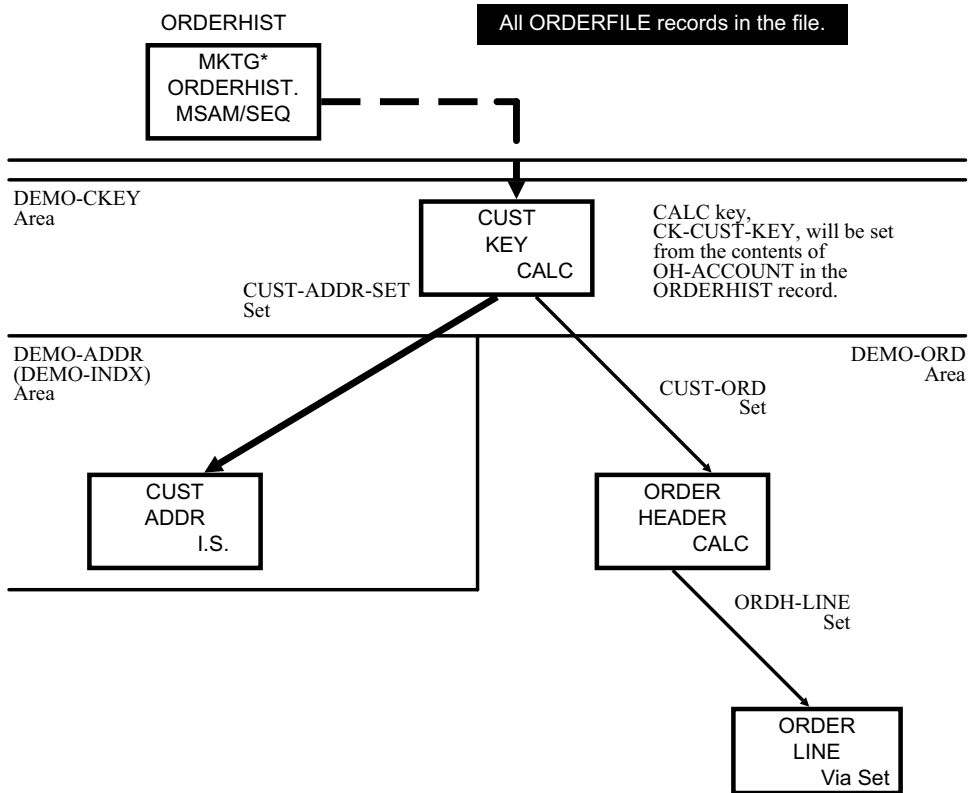 ORDERHIST
All ORDERFILE records in the file.
MKTG*
ORDERHIST.
MSAM/SEQ
DEMO-CKEY
Area
CUST
KEY
CALC
CALC key,
CK-CUST-KEY, will be set
from the contents of
OH-ACCOUNT in the
ORDERHIST record.
CUST-ADDR-SET
Set
DEMO-ADDR
(DEMO-INDX)
Area
DEMO-ORD
Area
CUST-ORD
Set
CUST
ADDR
I.S.
ORDER
HEADER
CALC
ORDH-LINE
Set
ORDER
LINE
Via Set